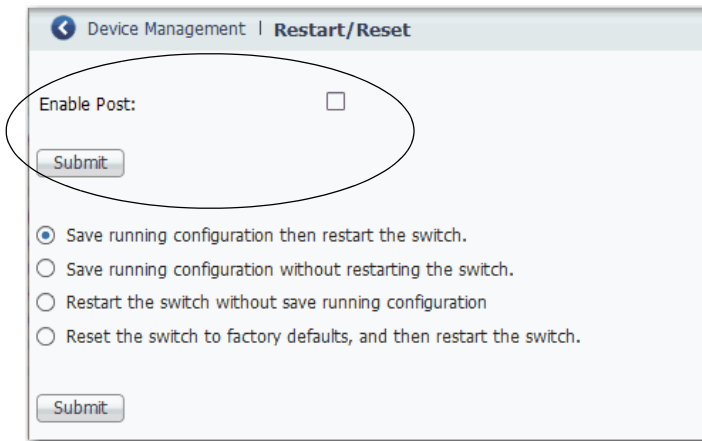 Device Management | Restart/Reset
Enable Post:
Submit
Save running configuration then restart the switch.
Save running configuration without restarting the switch.
Restart the switch without save running configuration
Reset the switch to factory defaults, and then restart the switch.
Submit